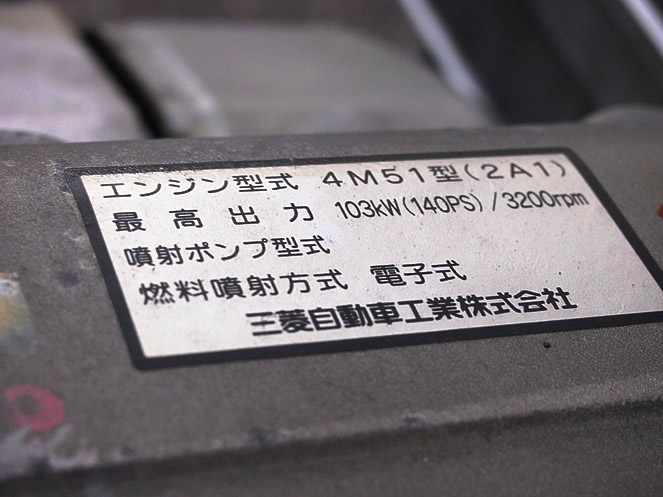 エンジン型式 4M51型(2A1)
最高出力 103kW(140PS)/3200rpm
噴射ポンプ型式
燃料噴射方式 電子式
三菱自動車工業株式会社